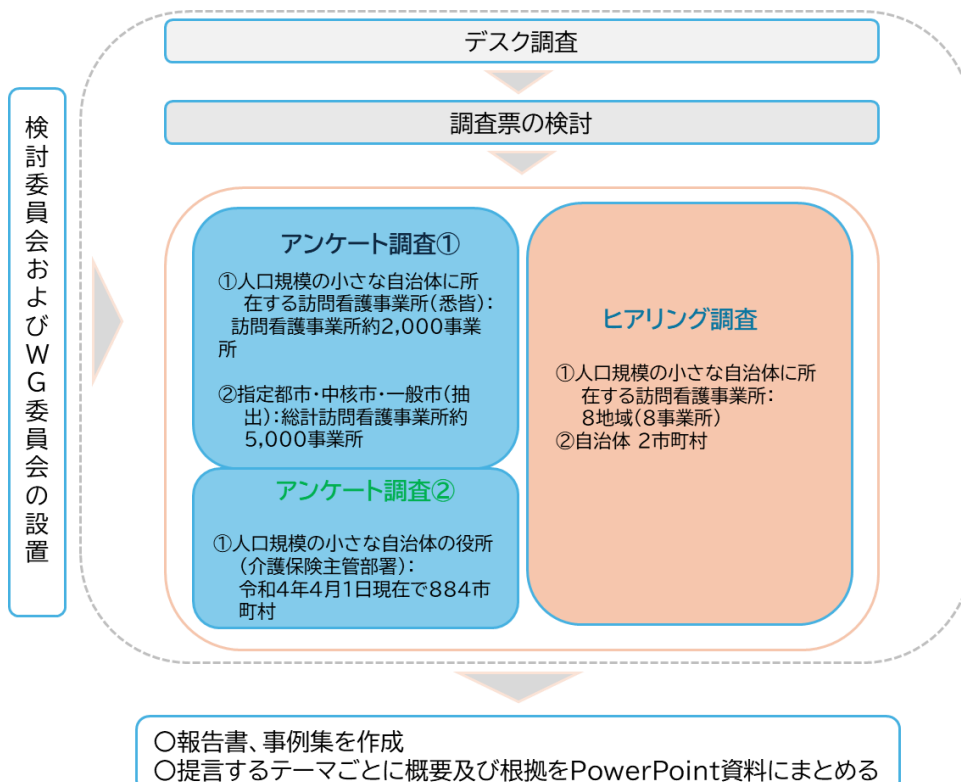 デスク調査
調査票の検討
検討委員会およびWG委員会の設置
アンケート調査①
①人口規模の小さな自治体に所
在する訪問看護事業所(悉皆):
訪問看護事業所約2,000事業
所
②指定都市・中核市・一般市(抽
出):総計訪問看護事業所約
5,000事業所
アンケート調査②
①人口規模の小さな自治体の役所
(介護保険主管部署):
令和4年4月1日現在で884市
町村
ヒアリング調査
①人口規模の小さな自治体に所
在する訪問看護事業所:
8地域(8事業所)
②自治体 2市町村
〇報告書、事例集を作成
〇提言するテーマごとに概要及び根拠をPowerPoint資料にまとめる